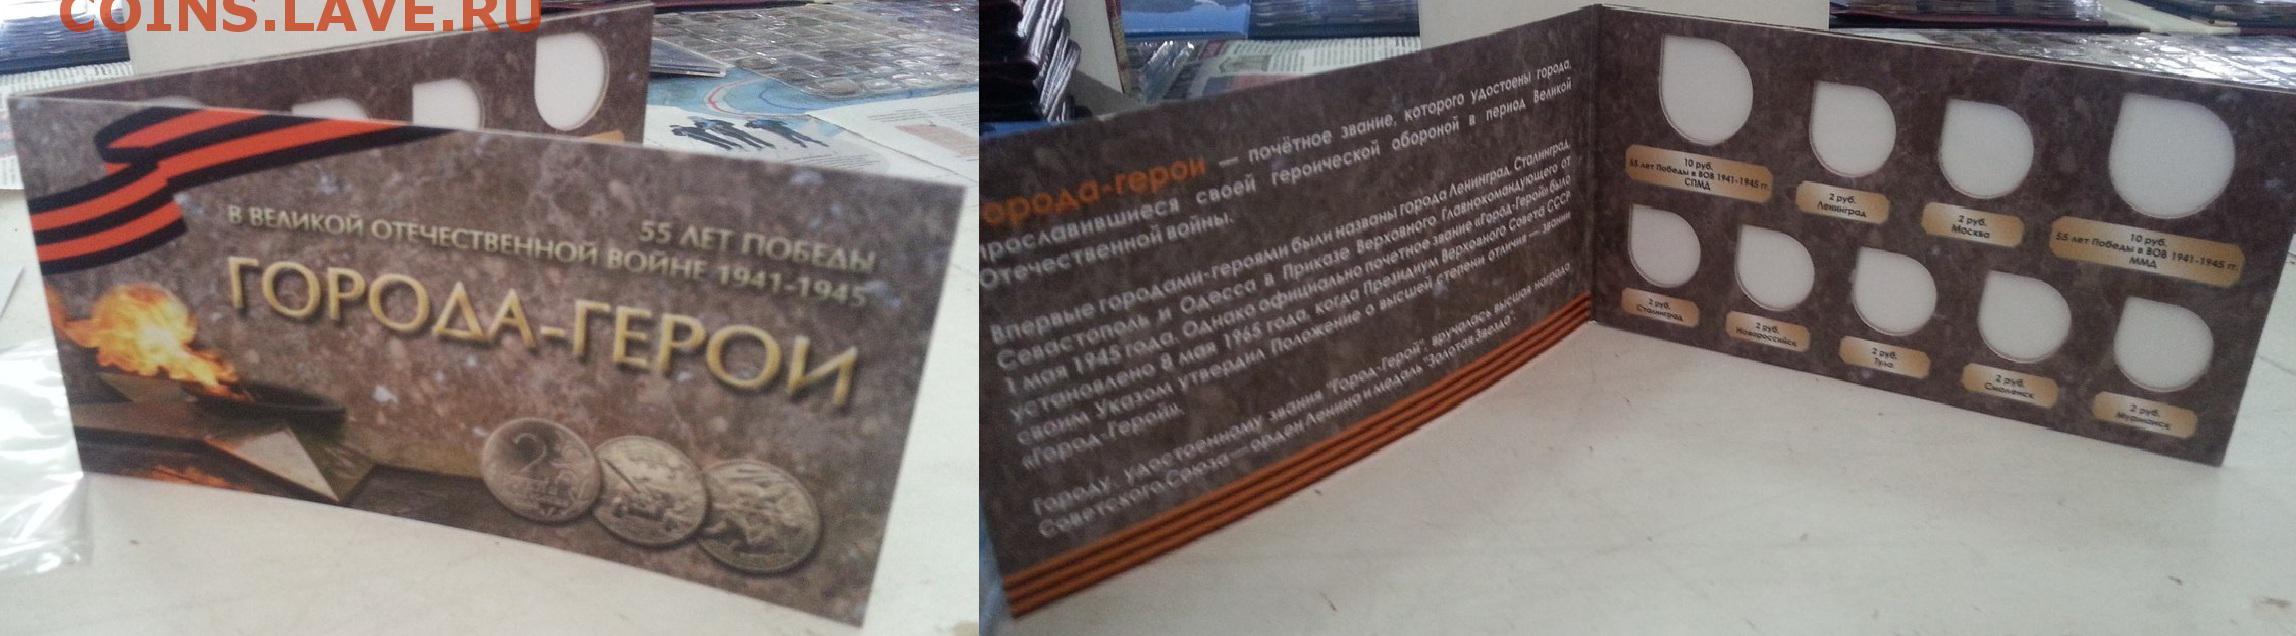 COINS.LAVE.RU
55 ЛЕТ ПОБЕДЫ
В ВЕЛИКОЙ ОТЕЧЕСТВЕННОЙ ВОЙНЕ 1941-1945
ГОРОДА-ГЕРОИ
2
орода-герои — почётное звание, которого удостоены города,
прославившиеся своей героической обороной в период Великой
Отечественной войны.
Впервые городами-героями были названы города Ленинград, Сталинград,
Севастополь и Одесса в Приказе Верховного Главнокомандующего от
1 мая 1945 года. Однако официально почетное звание «Город-Герой» было
установлено 8 мая 1965 года, когда Президиум Верховного Совета СССР
своим Указом утвердил Положение о высшей степени отличия — звании
«Город-Герой».
Городу, удостоенному звания "Город-Герой", вручалась высшая награда
Советского Союза — орден Ленина и медаль "Золотая Звезда".
10 руб.
55 лет Победы в ВОВ 1941-1945 гг.
СПМД
2 руб.
Ленинград
2 руб.
Москва
10 руб.
55 лет Победы в ВОВ 1941-1945 гг.
ММД
2 руб.
Сталинград
2 руб.
Новороссийск
2 руб.
Тула
2 руб.
Смоленск
2 руб.
Мурманск